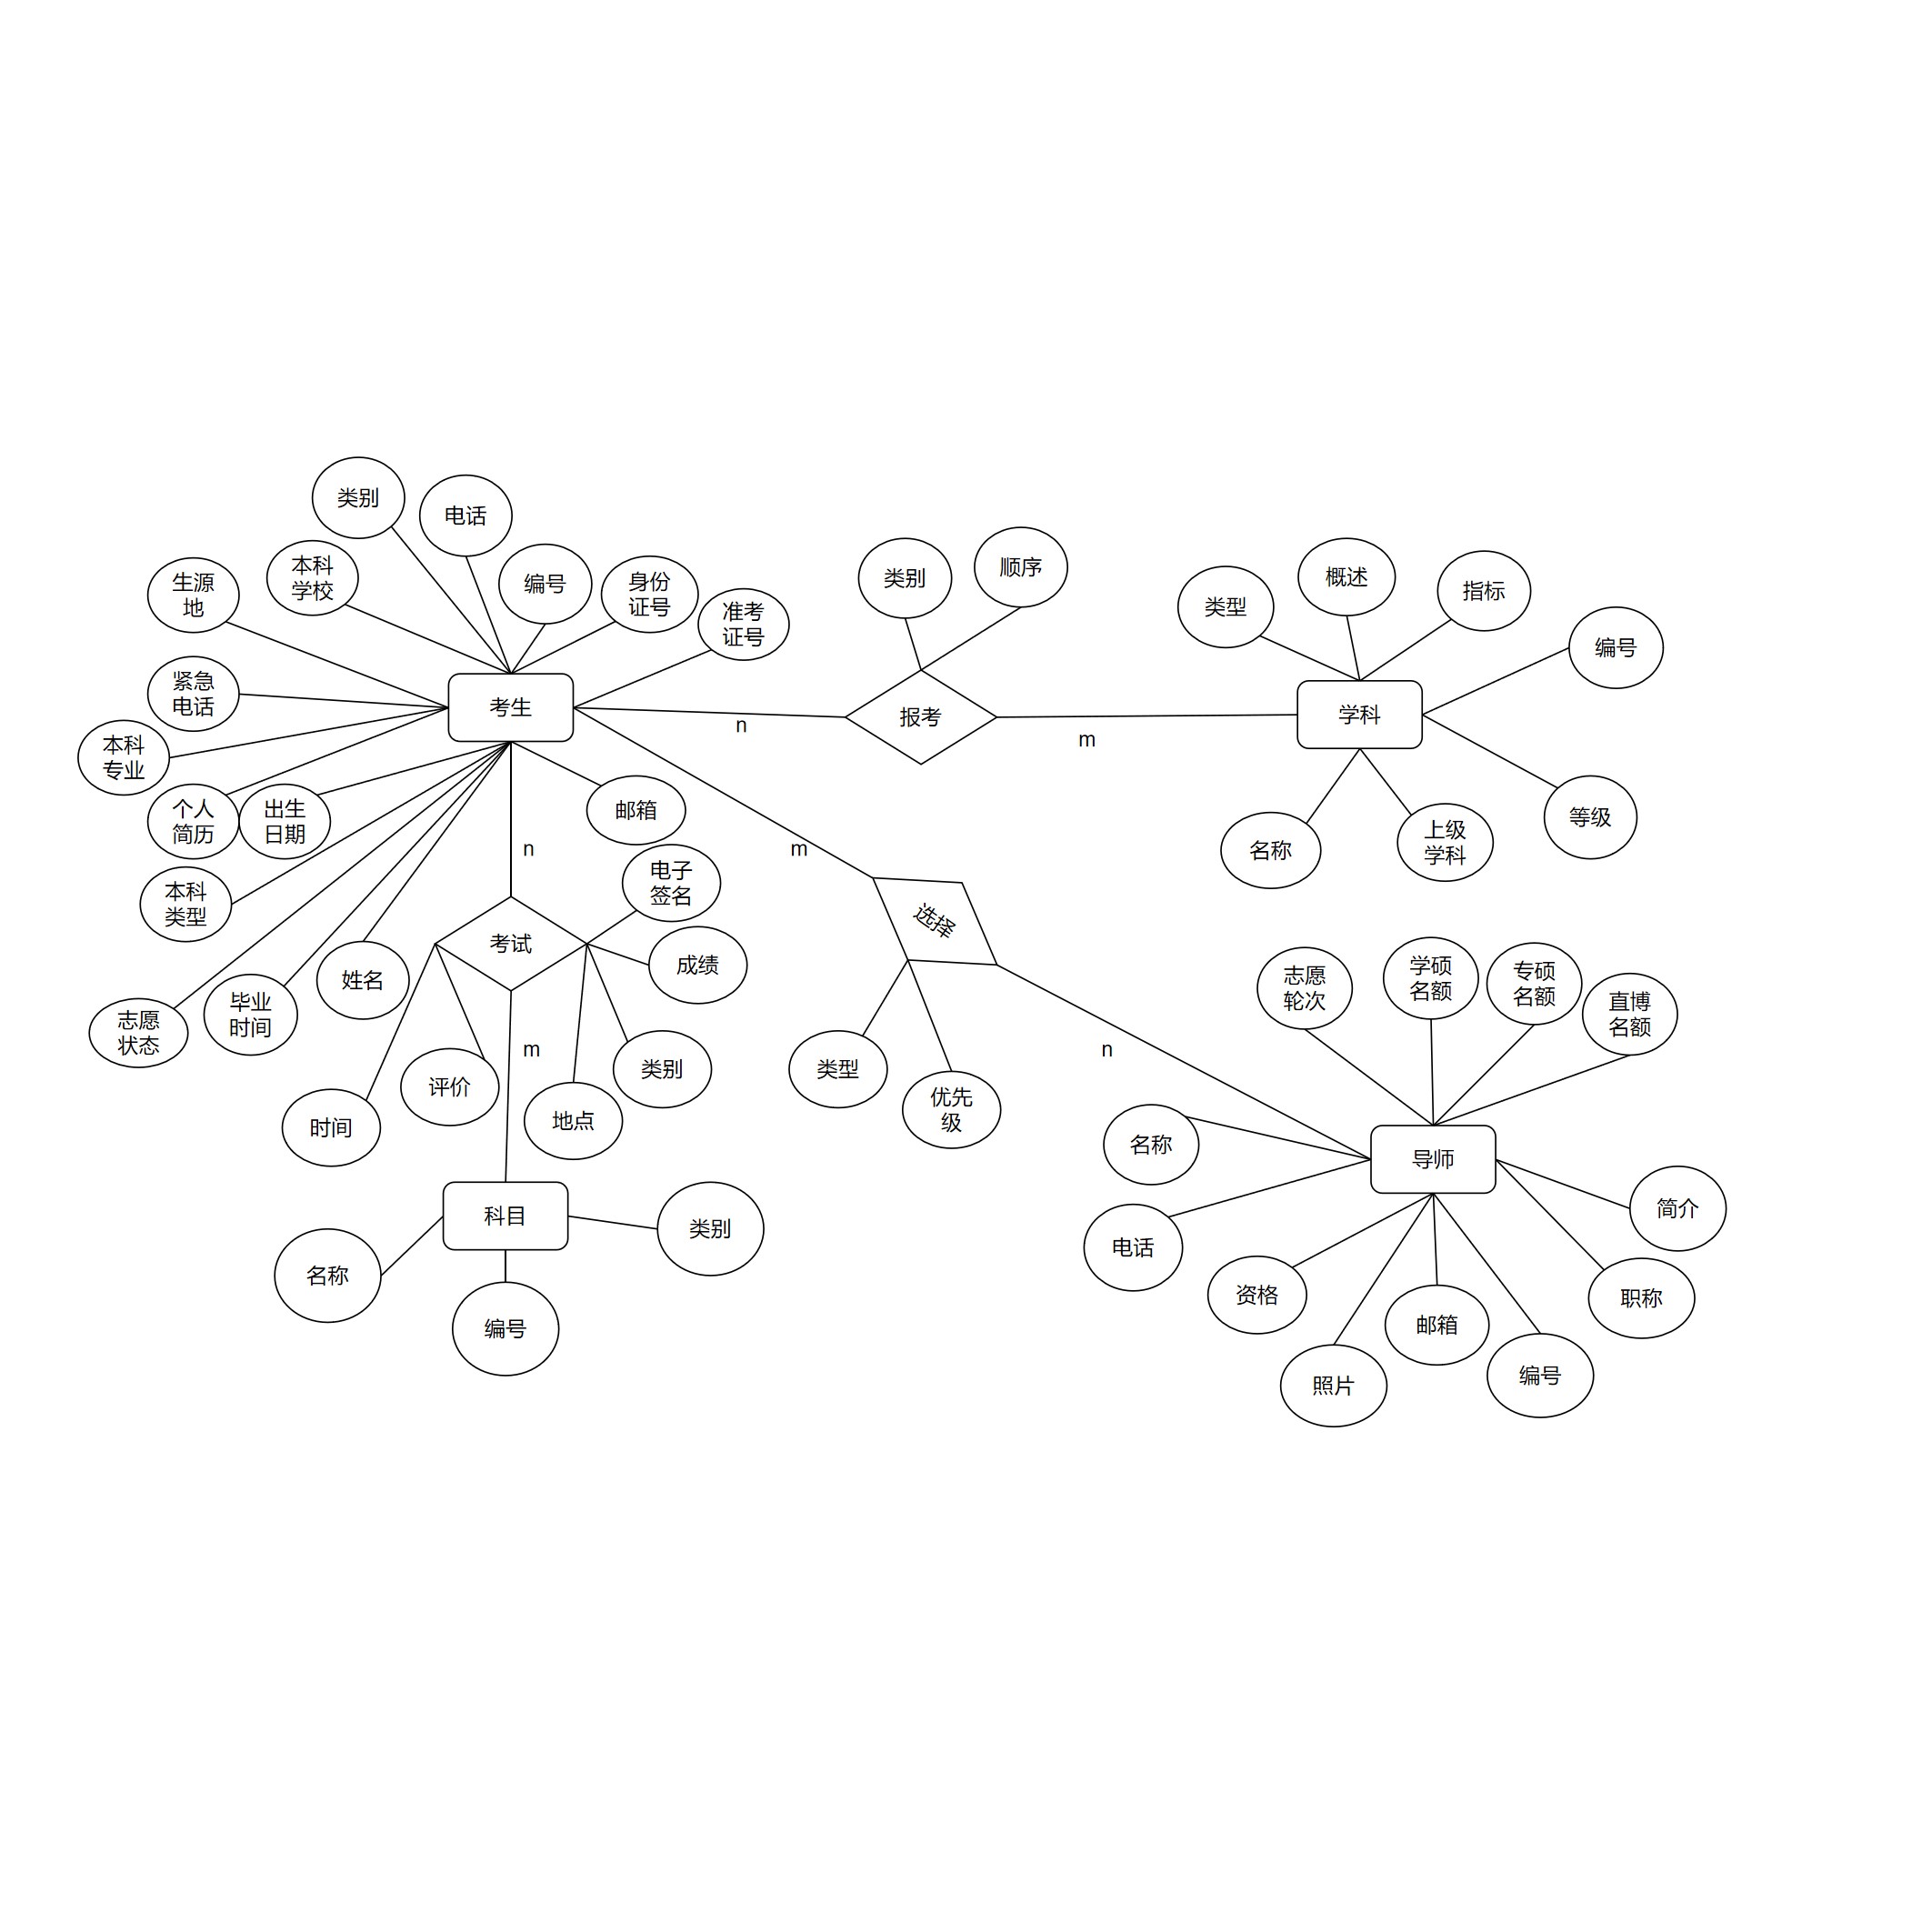 类别
电话
本科
学校
编号
身份
证号
生源
地
准考
证号
紧急
电话
考生
本科
专业
个人
简历
出生
日期
本科
类型
志愿
状态
毕业
时间
姓名
邮箱
n
考试
电子
签名
成绩
类别
地点
评价
时间
m
科目
名称
编号
类别
类别
顺序
n
报考
m
类型
概述
指标
编号
学科
名称
上级
学科
等级
m
选择
类型
优先
级
n
志愿
轮次
学硕
名额
专硕
名额
直博
名额
名称
导师
电话
资格
照片
邮箱
编号
职称
简介